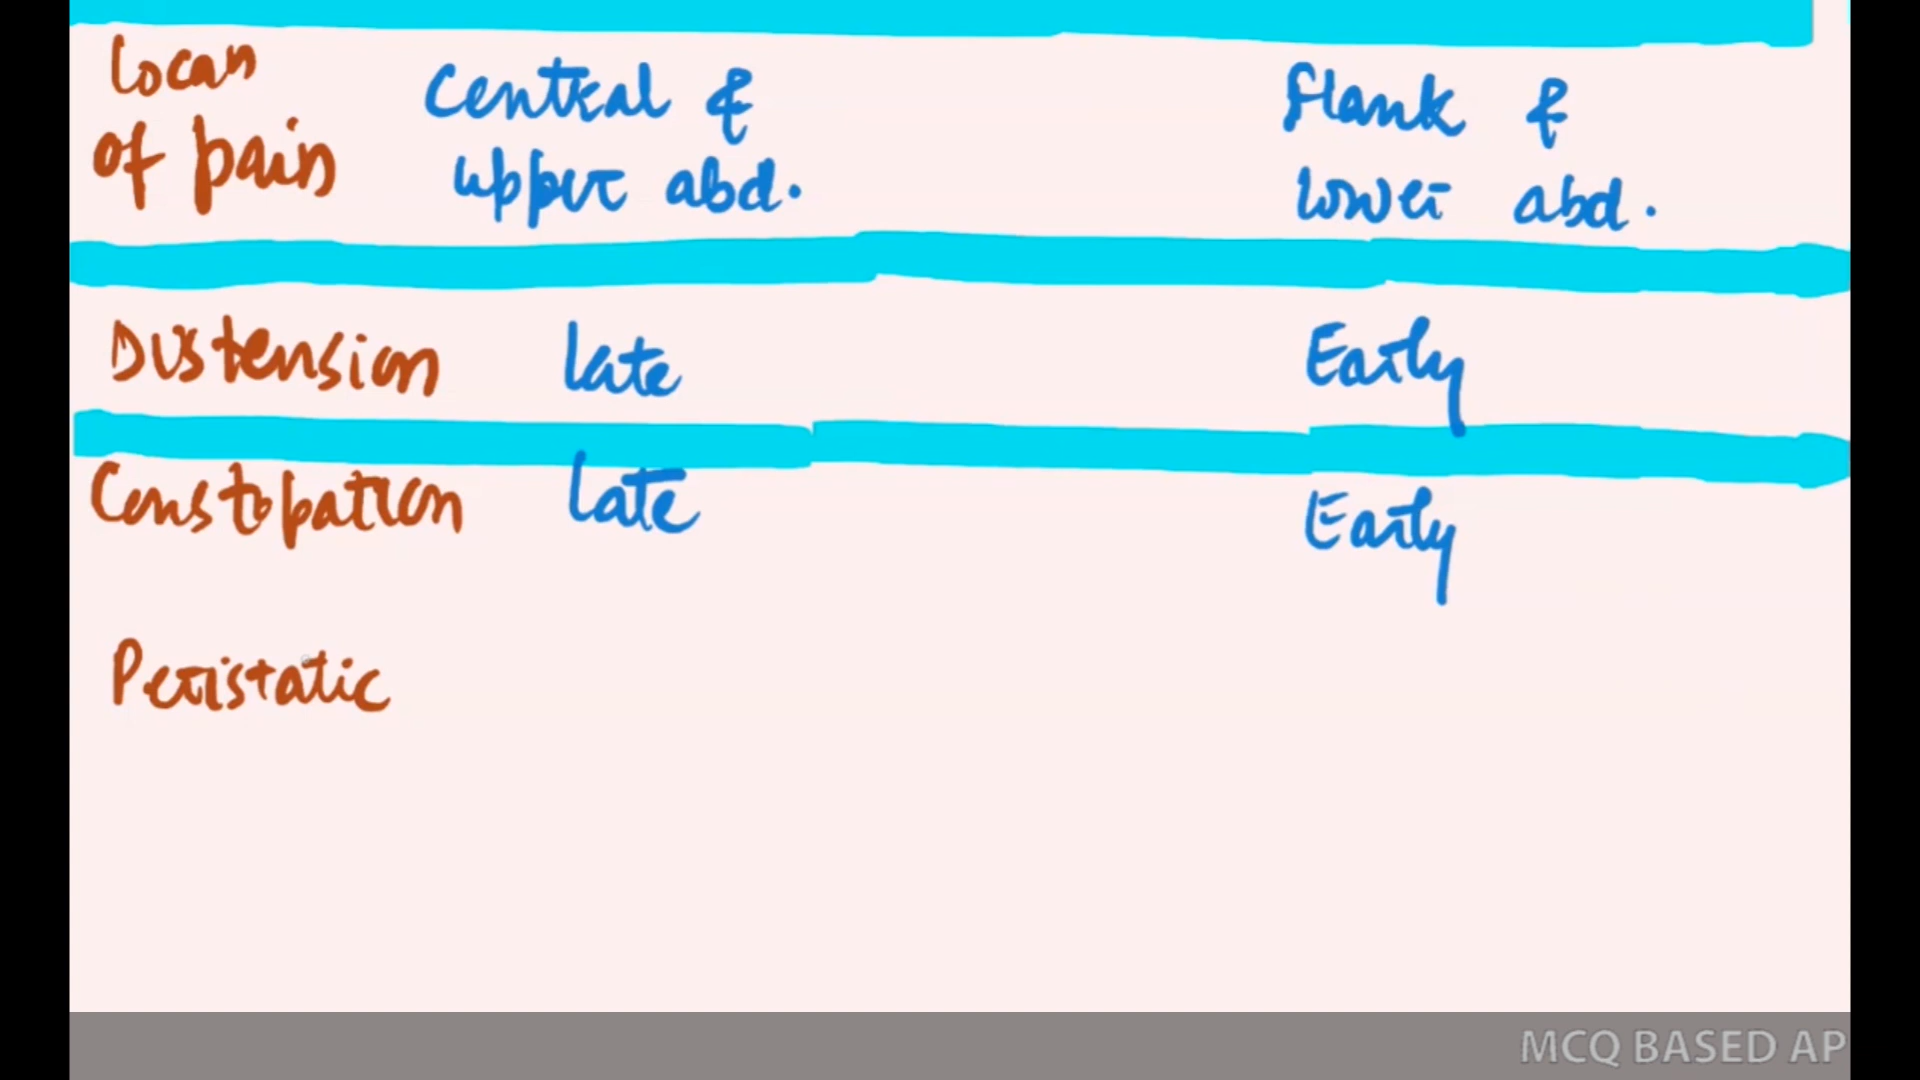 Locan
of pain
Central &
upper abd.
Flank &
lower abd.
Distension Late Early
Constipation Late Early
Peristatic
MCQ BASED AP